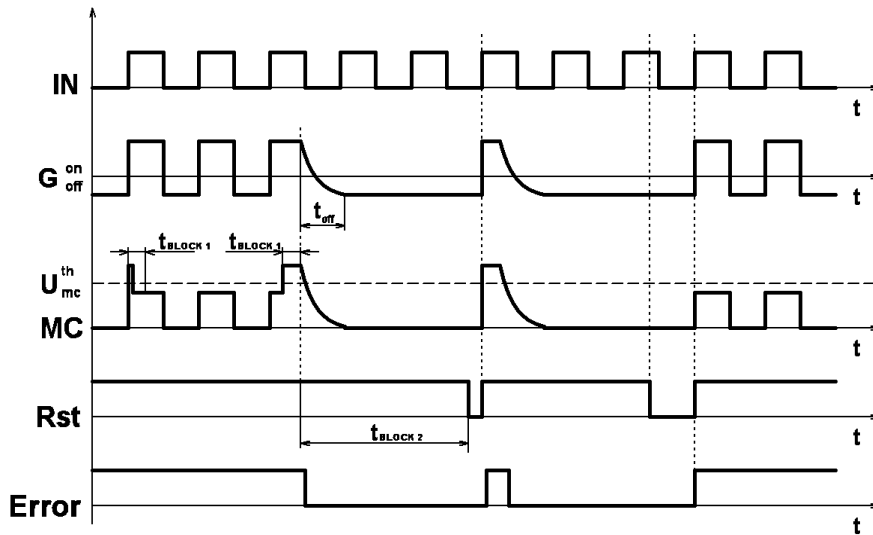 IN
t
G on off
t
t off
t BLOCK 1
t BLOCK 1
U th mc
MC
t
Rst
t
t BLOCK 2
Error
t